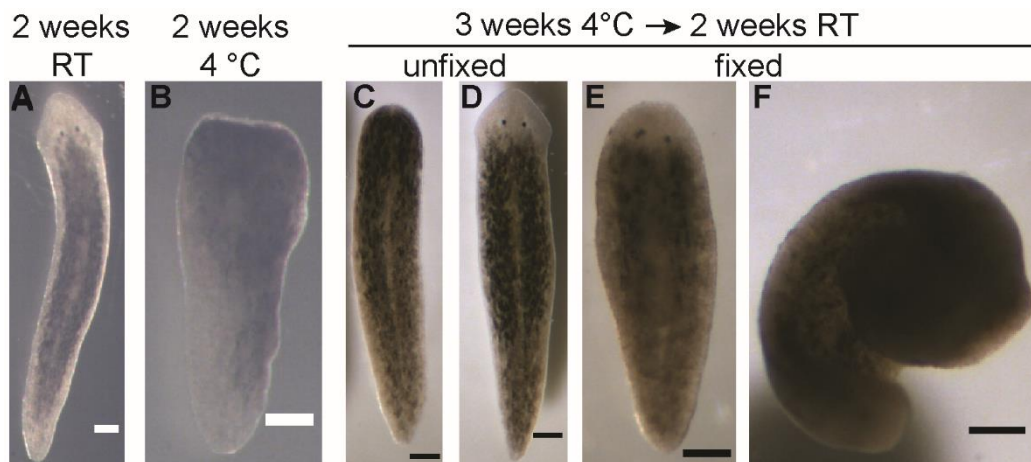 2 weeks 2 weeks 3 weeks 4°C → 2 weeks RT
RT 4 °C unfixed fixed
A B C D E F